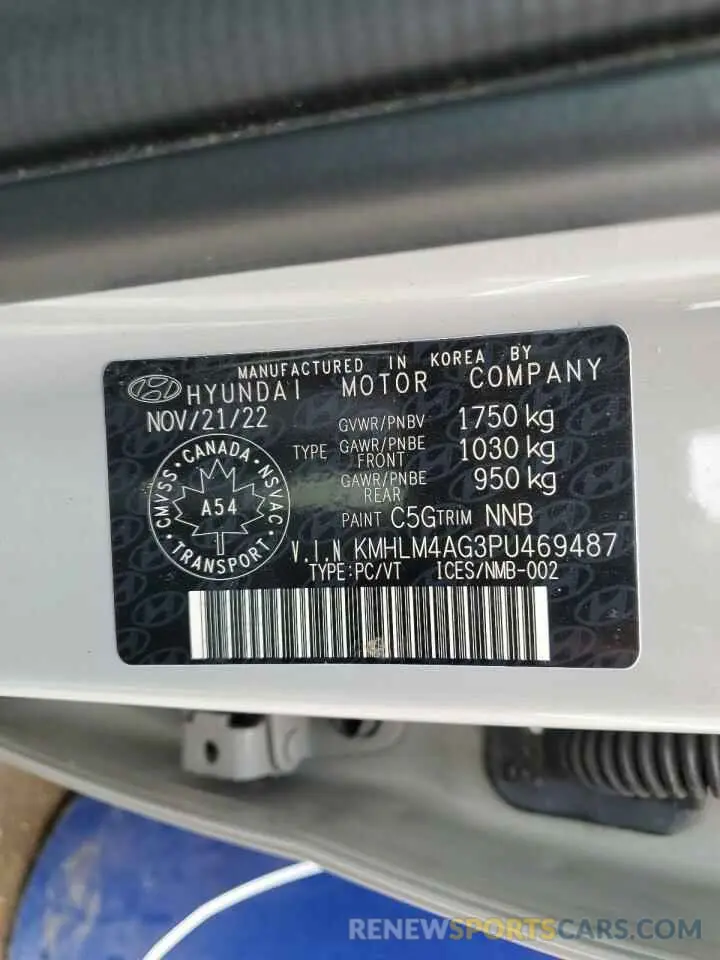 MANUFACTURED IN KOREA BY
HYUNDAI MOTOR COMPANY
NOV/21/22
GVWR/PNBV 1750 kg
TYPE GAWR/PNBE FRONT 1030 kg
GAWR/PNBE REAR 950 kg
PAINT C5G TRIM NNB
CMVSS • CANADA • NSVAC • TRANSPORT •
A54
V.I.N KMHLM4AG3PU469487
TYPE:PC/VT ICES/NMB-002
RENEWSPORTSCARS.COM